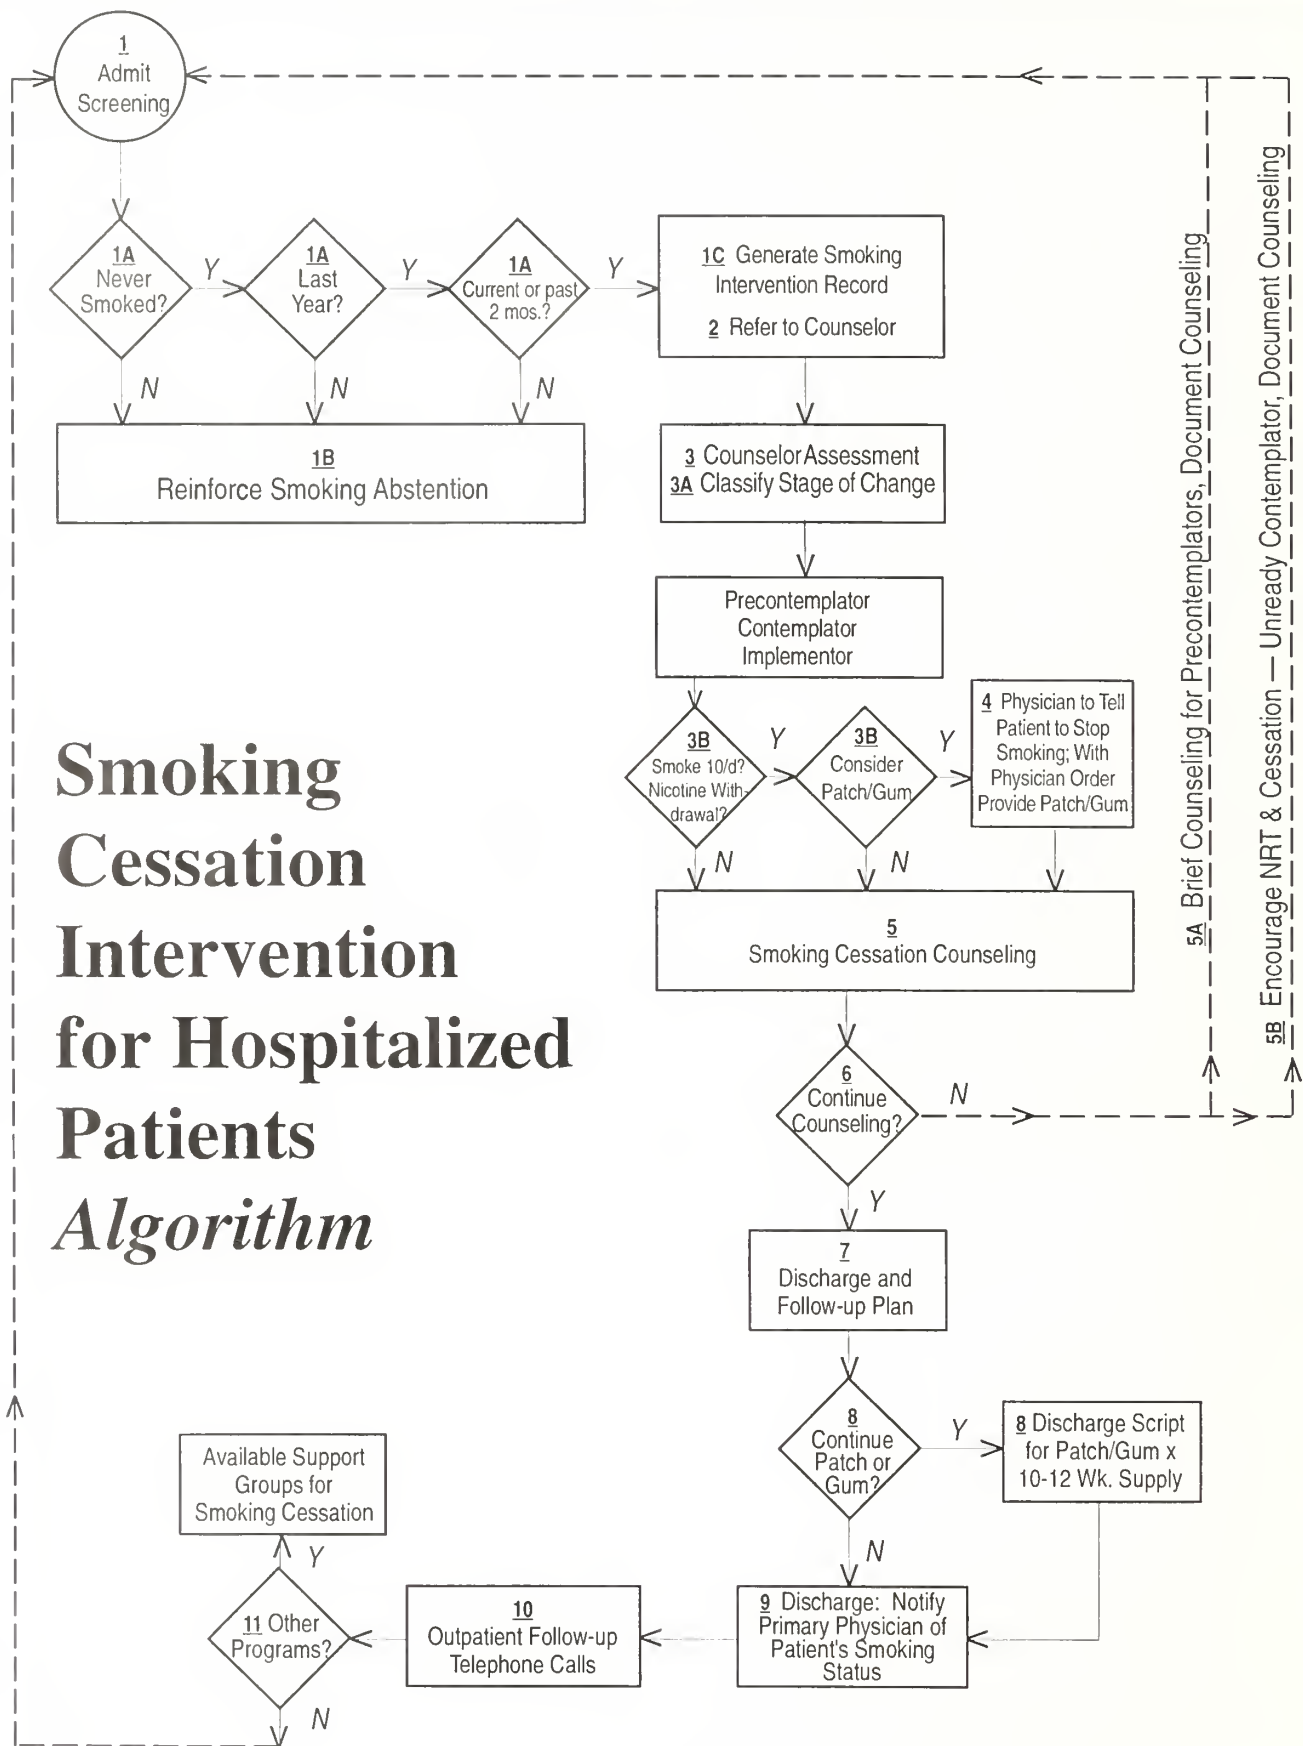 1
Admit
Screening
1A
Never
Smoked?
Y
N
1A
Last
Year?
Y
N
1A
Current or past
2 mos.?
Y
N
1C Generate Smoking
Intervention Record
2 Refer to Counselor
1B
Reinforce Smoking Abstention
3 Counselor Assessment
3A Classify Stage of Change
Precontemplator
Contemplator
Implementor
3B
Smoke 10/d?
Nicotine With-
drawal?
Y
N
3B
Consider
Patch/Gum
Y
N
4 Physician to Tell
Patient to Stop
Smoking; With
Physician Order
Provide Patch/Gum
5
Smoking Cessation Counseling
5A Brief Counseling for Precontemplators, Document Counseling
5B Encourage NRT & Cessation — Unready Contemplator, Document Counseling
Smoking
Cessation
Intervention
for Hospitalized
Patients
Algorithm
6
Continue
Counseling?
N
Y
7
Discharge and
Follow-up Plan
8
Continue
Patch or
Gum?
Y
N
8 Discharge Script
for Patch/Gum x
10-12 Wk. Supply
9 Discharge: Notify
Primary Physician of
Patient's Smoking
Status
10
Outpatient Follow-up
Telephone Calls
11 Other
Programs?
Y
N
Available Support
Groups for
Smoking Cessation